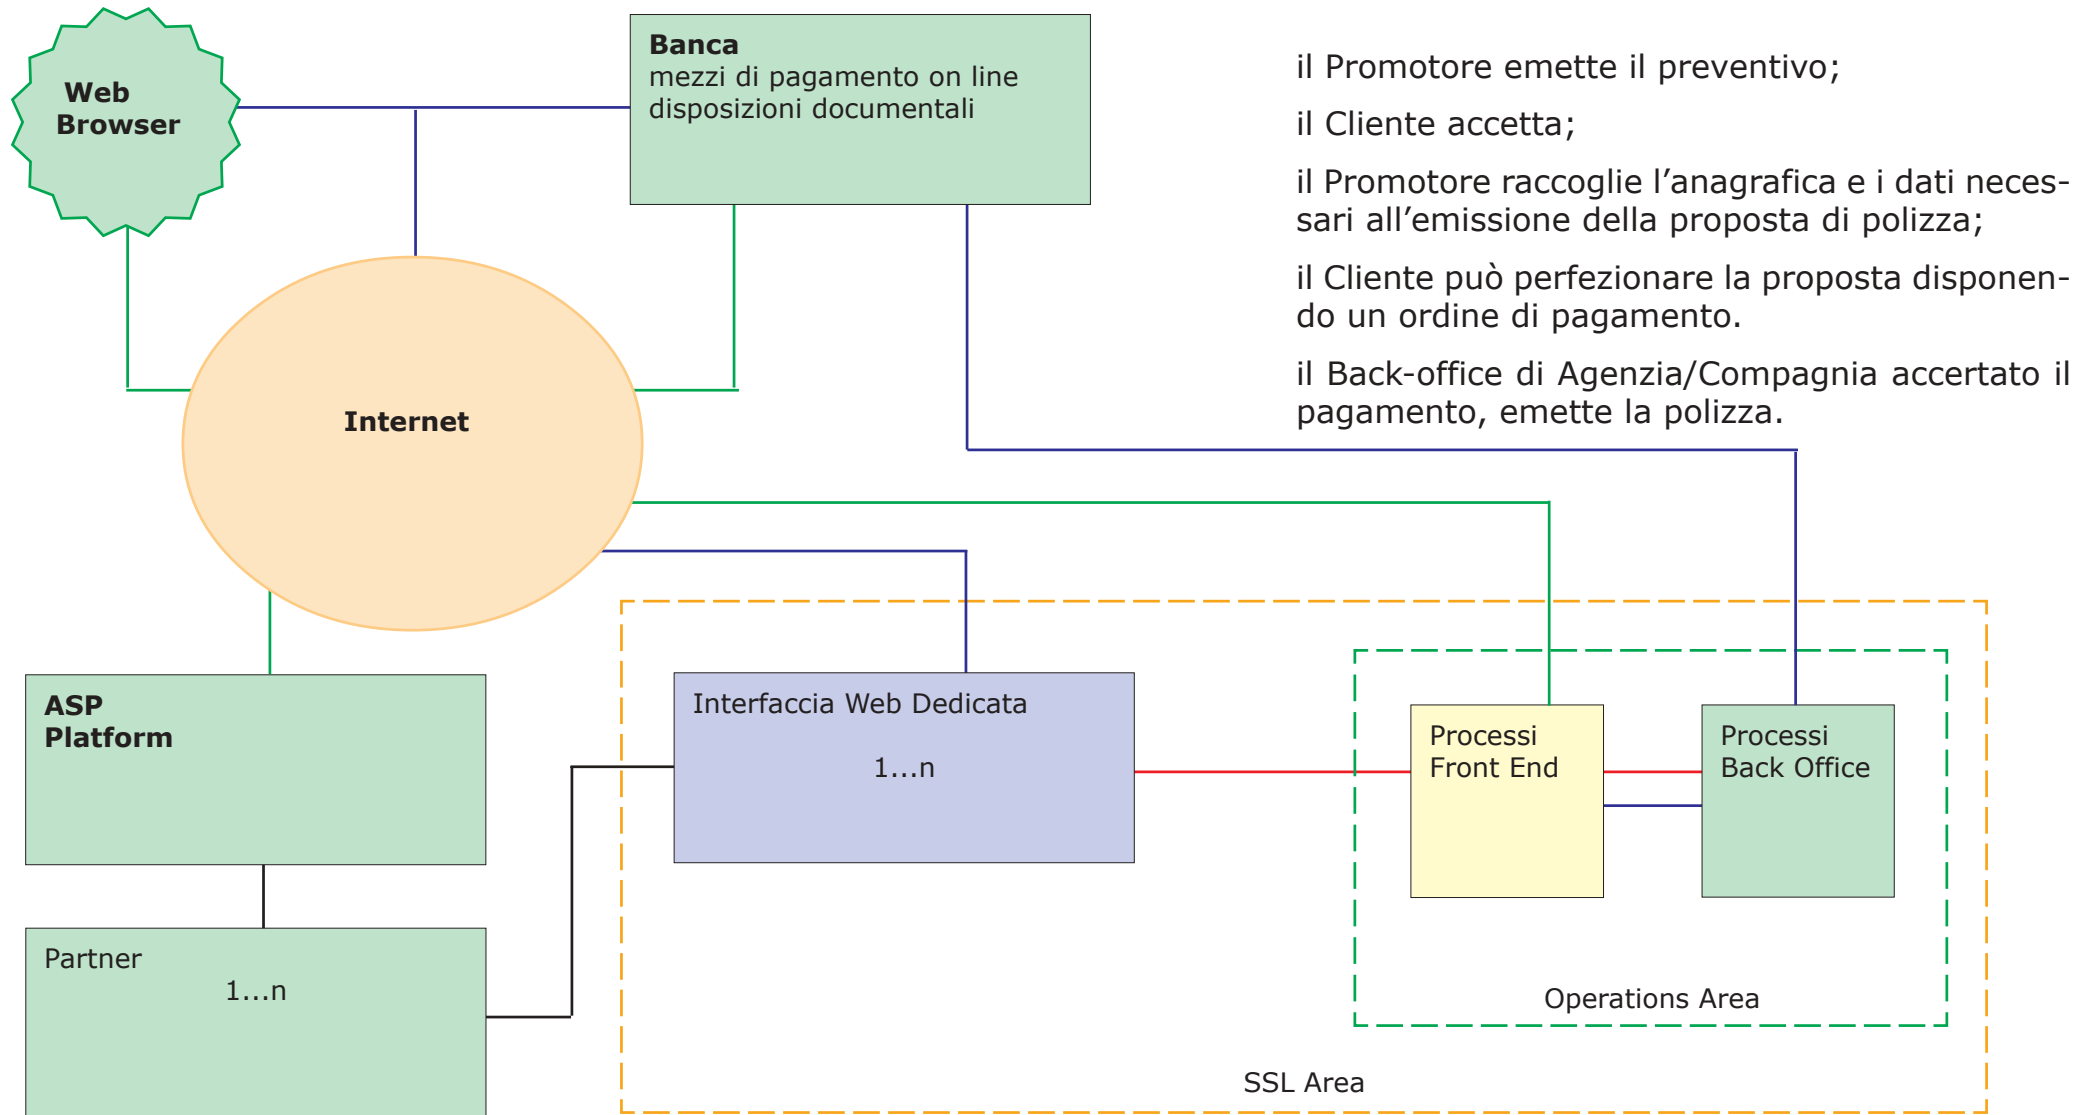 Web
Browser
Banca
mezzi di pagamento on line
disposizioni documentali
il Promotore emette il preventivo;
il Cliente accetta;
il Promotore raccoglie l’anagrafica e i dati neces-
sari all’emissione della proposta di polizza;
il Cliente può perfezionare la proposta disponen-
do un ordine di pagamento.
il Back-office di Agenzia/Compagnia accertato il
pagamento, emette la polizza.
Internet
ASP
Platform
Interfaccia Web Dedicata
1...n
Processi
Front End
Processi
Back Office
Partner
1...n
Operations Area
SSL Area